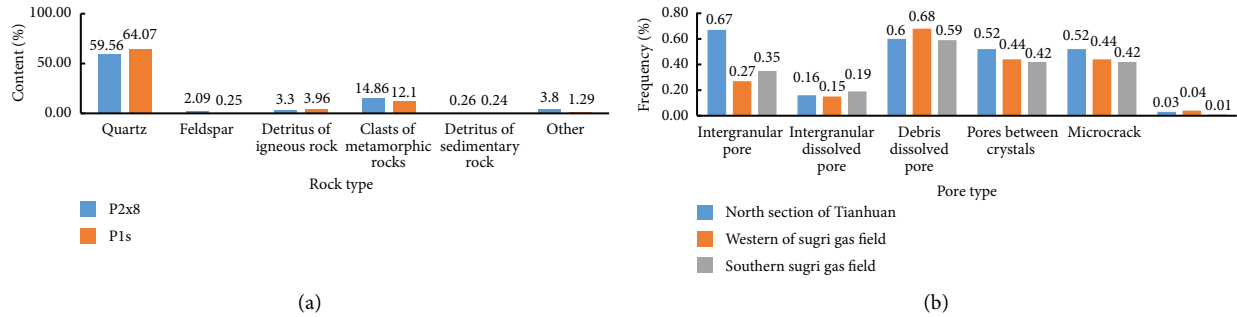 100.00
50.00
0.00
Content (%)
59.56 64.07
2.09 0.25
3.3 3.96
14.86 12.1
0.26 0.24
3.8 1.29
Quartz
Feldspar
Detritus of
igneous rock
Clasts of
metamorphic
rocks
Detritus of
sedimentary
rock
Other
Rock type
P2x8
P1s
(a)
0.80
0.60
0.40
0.20
0.00
Frequency (%)
0.67 0.27 0.35
0.16 0.15 0.19
0.6 0.68 0.59
0.52 0.44 0.42
0.52 0.44 0.42
0.03 0.04 0.01
Intergranular
pore
Intergranular
dissolved
pore
Debris
dissolved
pore
Pores between
crystals
Microcrack
Pore type
North section of Tianhuan
Western of sugri gas field
Southern sugri gas field
(b)